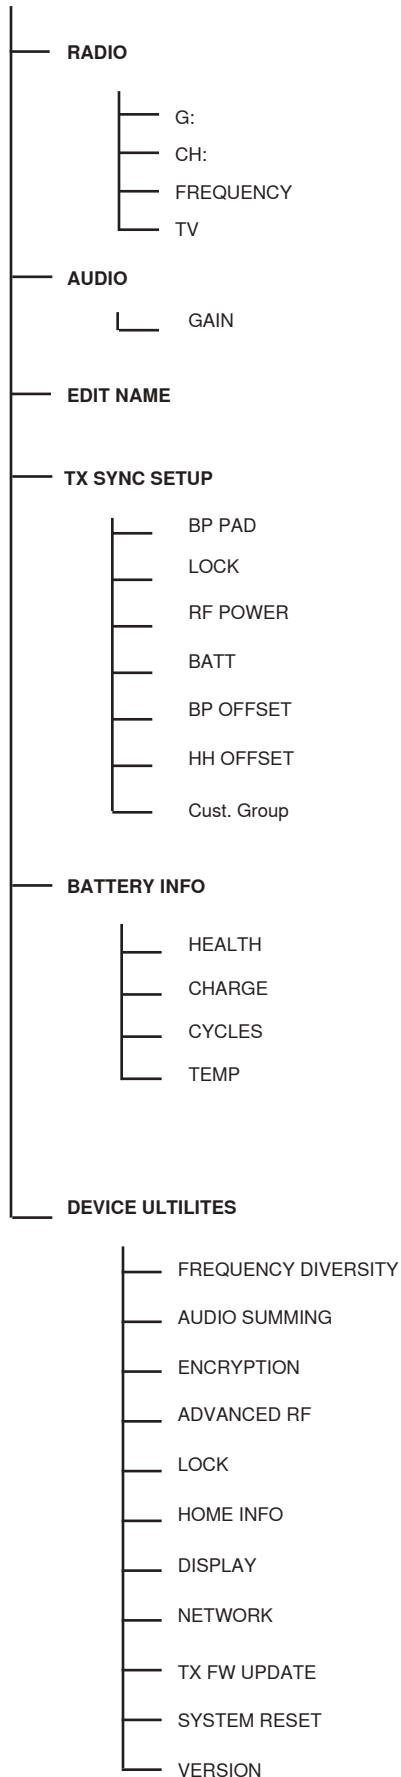 RADIO
G:
CH:
FREQUENCY
TV
AUDIO
GAIN
EDIT NAME
TX SYNC SETUP
BP PAD
LOCK
RF POWER
BATT
BP OFFSET
HH OFFSET
Cust. Group
BATTERY INFO
HEALTH
CHARGE
CYCLES
TEMP
DEVICE ULTILITES
FREQUENCY DIVERSITY
AUDIO SUMMING
ENCRYPTION
ADVANCED RF
LOCK
HOME INFO
DISPLAY
NETWORK
TX FW UPDATE
SYSTEM RESET
VERSION